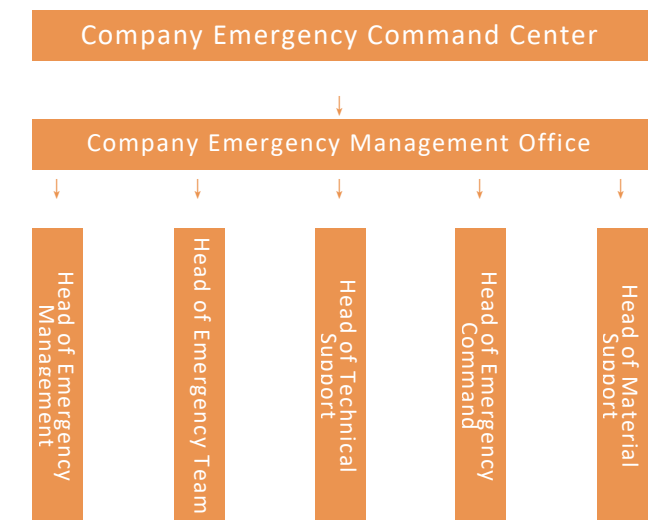 Company Emergency Command Center
Company Emergency Management Office
Head of Emergency
Management
Head of Emergency Team
Head of Technical
Support
Head of Emergency
Command
Head of Material
Support